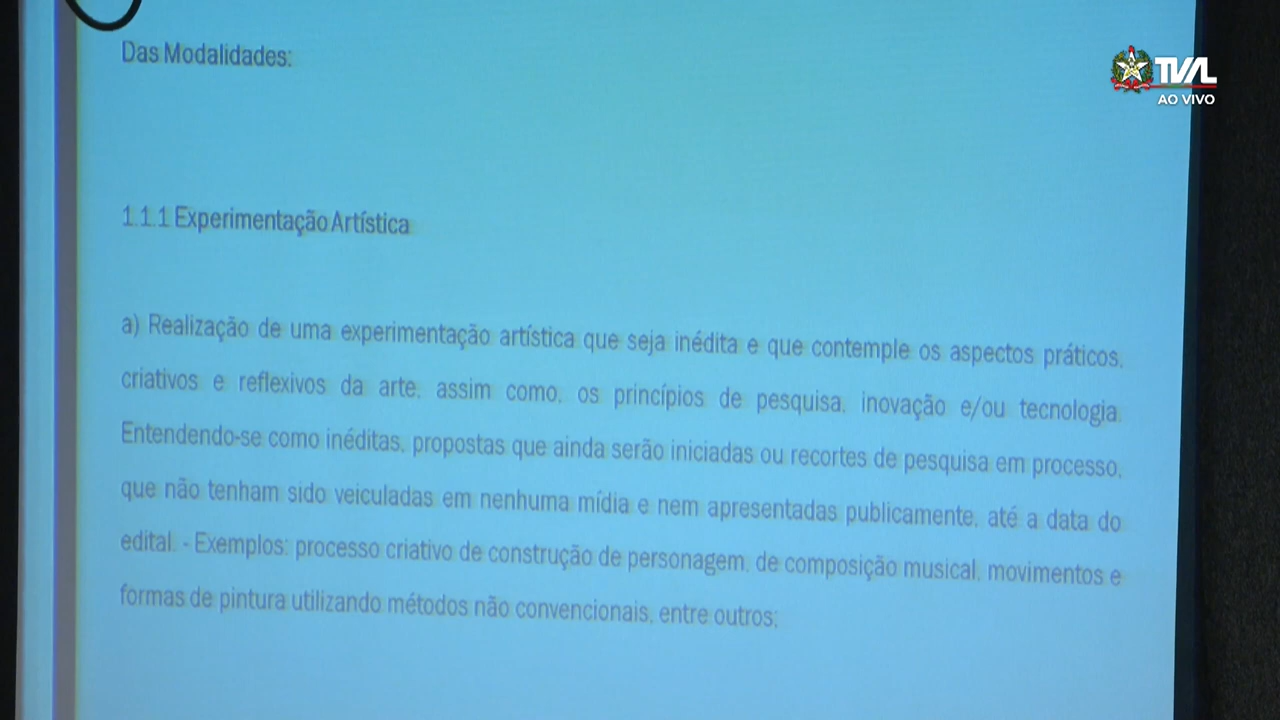 Das Modalidades:
TVAL
AO VIVO
1.1.1 Experimentação Artística
a) Realização de uma experimentação artística que seja inédita e que contemple os aspectos práticos,
criativos e reflexivos da arte, assim como, os princípios de pesquisa, inovação e/ou tecnologia.
Entendendo-se como inéditas, propostas que ainda serão iniciadas ou recortes de pesquisa em processo,
que não tenham sido veiculadas em nenhuma mídia e nem apresentadas publicamente, até a data do
edital. - Exemplos: processo criativo de construção de personagem, de composição musical, movimentos e
formas de pintura utilizando métodos não convencionais, entre outros;